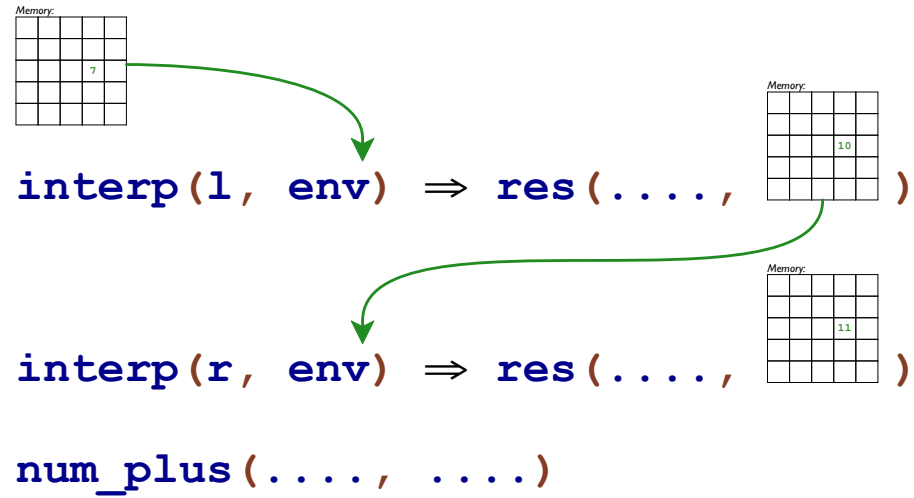 Memory:
7
Memory:
10
interp(l, env) ⇒ res(...., )
Memory:
11
interp(r, env) ⇒ res(...., )
num_plus(...., ....)